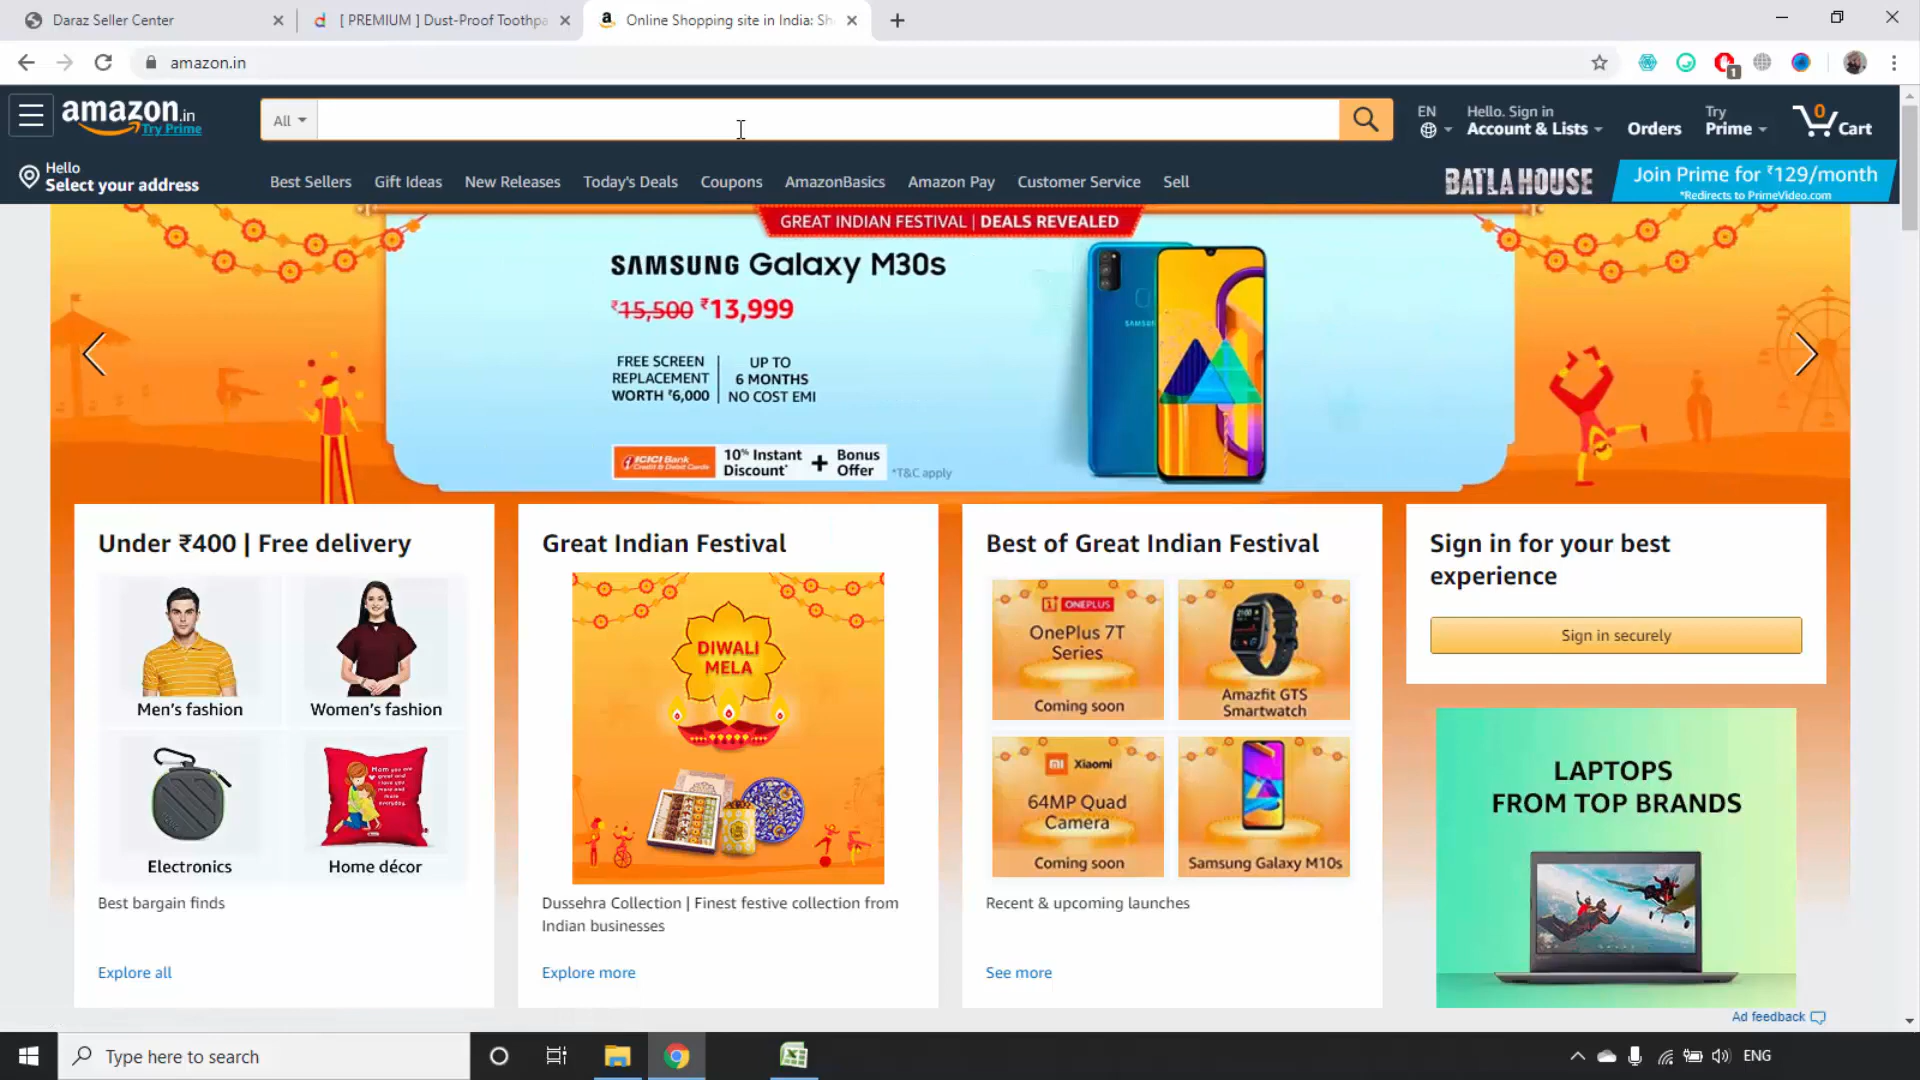 Daraz Seller Center
[ PREMIUM ] Dust-Proof Toothpa
Online Shopping site in India: Sh
amazon.in
1
amazon.in
Try Prime
All
EN
Hello. Sign in
Account & Lists
Orders
Try
Prime
0
Cart
Hello
Select your address
Best Sellers
Gift Ideas
New Releases
Today's Deals
Coupons
AmazonBasics
Amazon Pay
Customer Service
Sell
BATLA HOUSE
Join Prime for ₹129/month
*Redirects to PrimeVideo.com
GREAT INDIAN FESTIVAL | DEALS REVEALED
SAMSUNG Galaxy M30s
₹15,500 ₹13,999
FREE SCREEN
REPLACEMENT
WORTH ₹6,000
UP TO
6 MONTHS
NO COST EMI
SAMSU
ICICI Bank
Credit & Debit Cards
10% Instant
Discount*
+
Bonus
Offer
*T&C apply
Under ₹400 | Free delivery
Men's fashion
Women's fashion
Electronics
Home décor
Best bargain finds
Explore all
Great Indian Festival
DIWALI
MELA
Dussehra Collection | Finest festive collection from
Indian businesses
Explore more
Best of Great Indian Festival
ONEPLUS
OnePlus 7T
Series
Coming soon
Amazfit GTS
Smartwatch
Xiaomi
64MP Quad
Camera
Coming soon
Samsung Galaxy M10s
Recent & upcoming launches
See more
Sign in for your best
experience
Sign in securely
LAPTOPS
FROM TOP BRANDS
Ad feedback
Type here to search
ENG